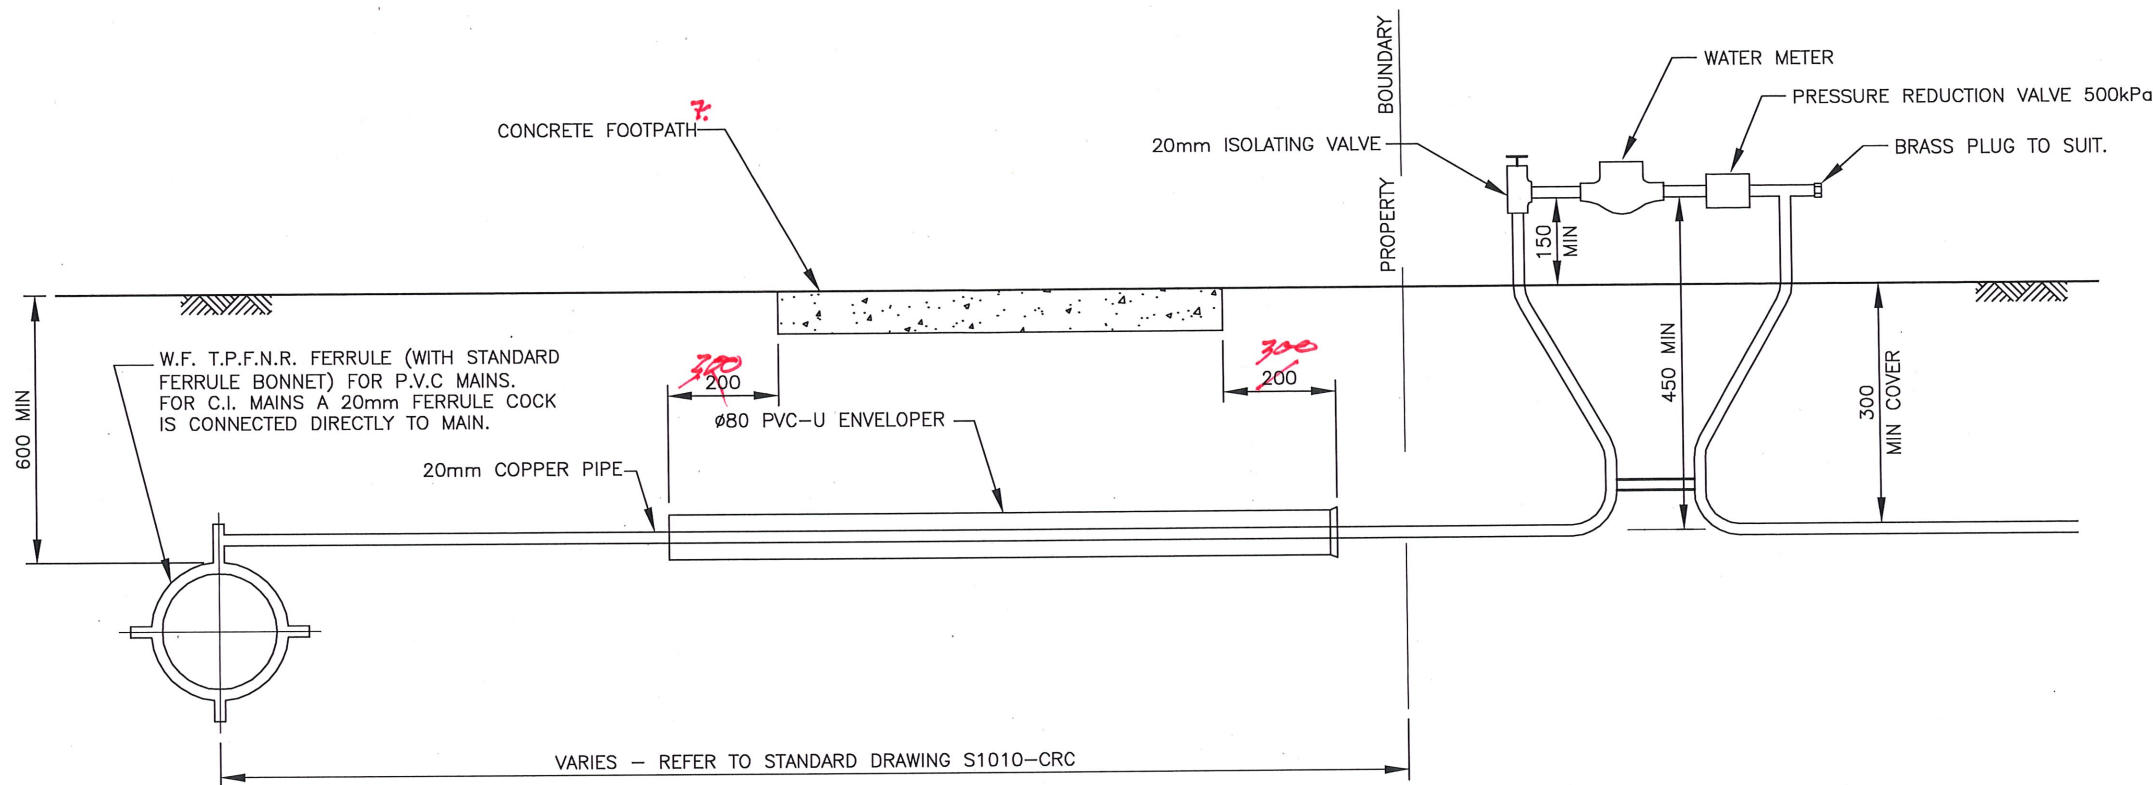 PROPERTY BOUNDARY
WATER METER
PRESSURE REDUCTION VALVE 500kPa
CONCRETE FOOTPATH
7.
20mm ISOLATING VALVE
BRASS PLUG TO SUIT.
150
MIN
W.F. T.P.F.N.R. FERRULE (WITH STANDARD
FERRULE BONNET) FOR P.V.C MAINS.
FOR C.I. MAINS A 20mm FERRULE COCK
IS CONNECTED DIRECTLY TO MAIN.
600 MIN
300
200
300
200
450 MIN
300
MIN COVER
ø80 PVC-U ENVELOPER
20mm COPPER PIPE
VARIES – REFER TO STANDARD DRAWING S1010-CRC